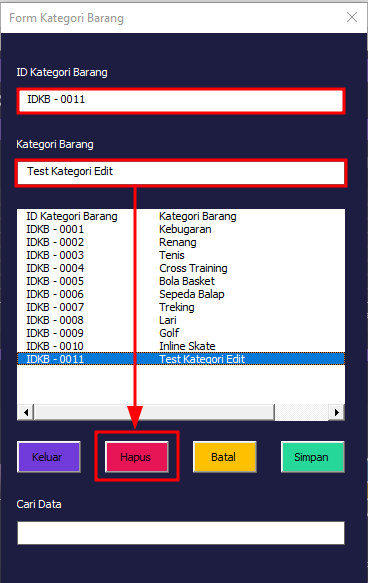 Form Kategori Barang
ID Kategori Barang
IDKB - 0011
Kategori Barang
Test Kategori Edit
ID Kategori Barang Kategori Barang
IDKB - 0001 Kebugaran
IDKB - 0002 Renang
IDKB - 0003 Tenis
IDKB - 0004 Cross Training
IDKB - 0005 Bola Basket
IDKB - 0006 Sepeda Balap
IDKB - 0007 Treking
IDKB - 0008 Lari
IDKB - 0009 Golf
IDKB - 0010 Inline Skate
IDKB - 0011 Test Kategori Edit
Keluar Hapus Batal Simpan
Cari Data